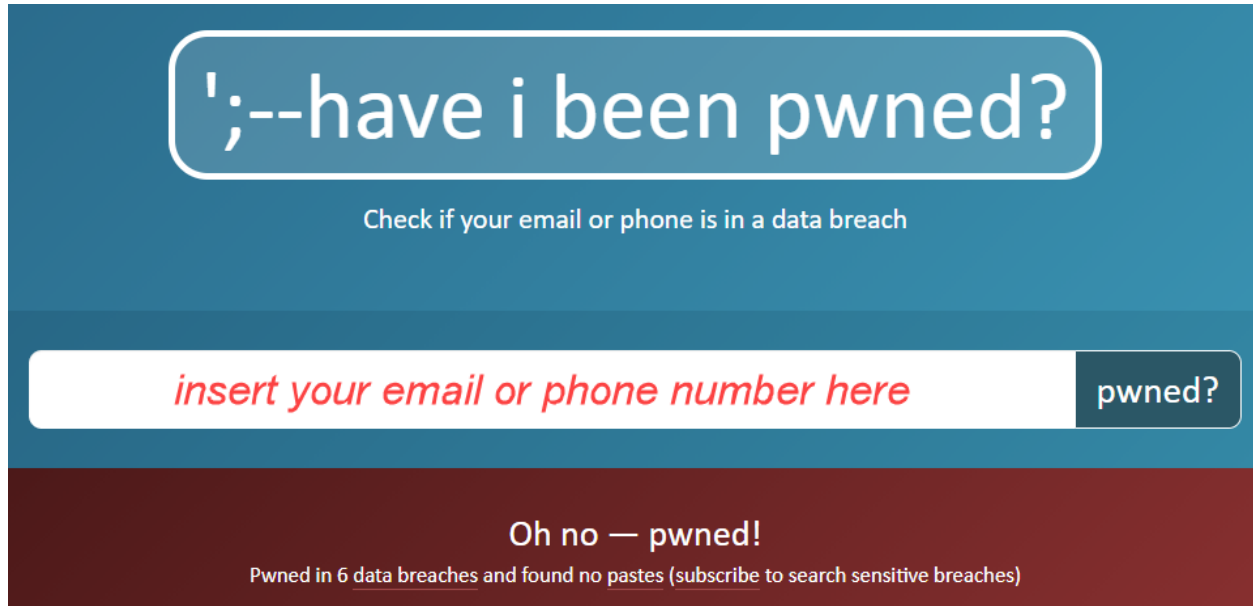 ';--have i been pwned?
Check if your email or phone is in a data breach
insert your email or phone number here
pwned?
Oh no — pwned!
Pwned in 6 data breaches and found no pastes (subscribe to search sensitive breaches)